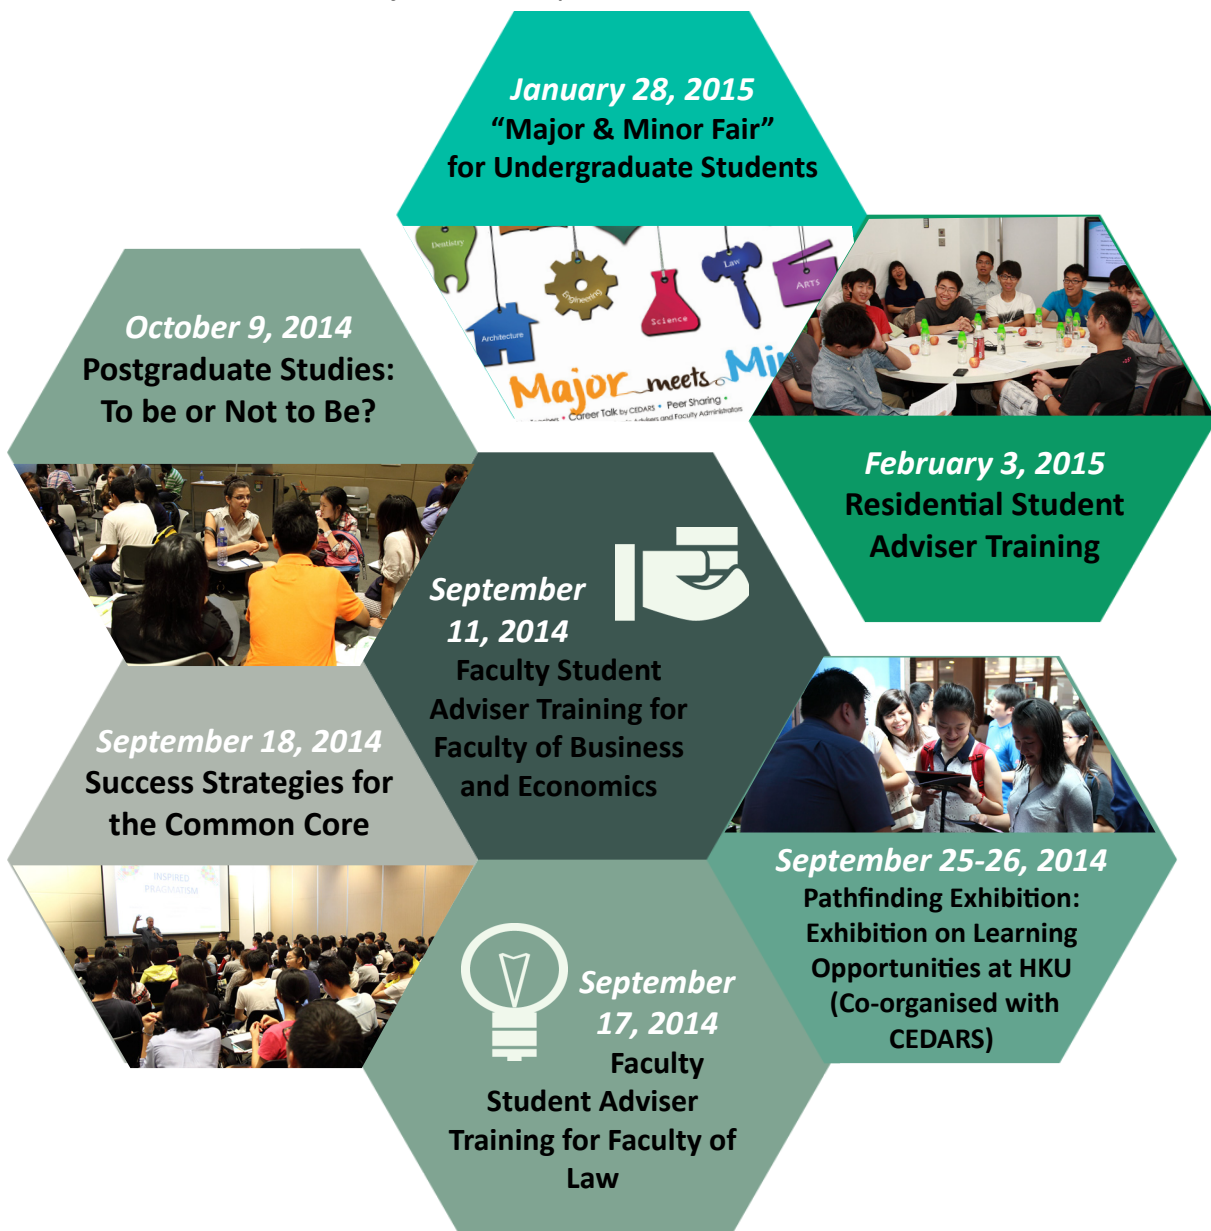 January 28, 2015
“Major & Minor Fair”
for Undergraduate Students
Dentistry
Engineering
Science
Law
ARTS
Architecture
Major meets
Career Talk by CEDARS • Peer Sharing •
Advisers and Faculty Administrators
October 9, 2014
Postgraduate Studies:
To be or Not to Be?
February 3, 2015
Residential Student
Adviser Training
September
11, 2014
Faculty Student
Adviser Training for
Faculty of Business
and Economics
September 18, 2014
Success Strategies for
the Common Core
INSPIRED
PRAGMATISM
September 25-26, 2014
Pathfinding Exhibition:
Exhibition on Learning
Opportunities at HKU
(Co-organised with
CEDARS)
September
17, 2014
Faculty
Student Adviser
Training for Faculty of
Law